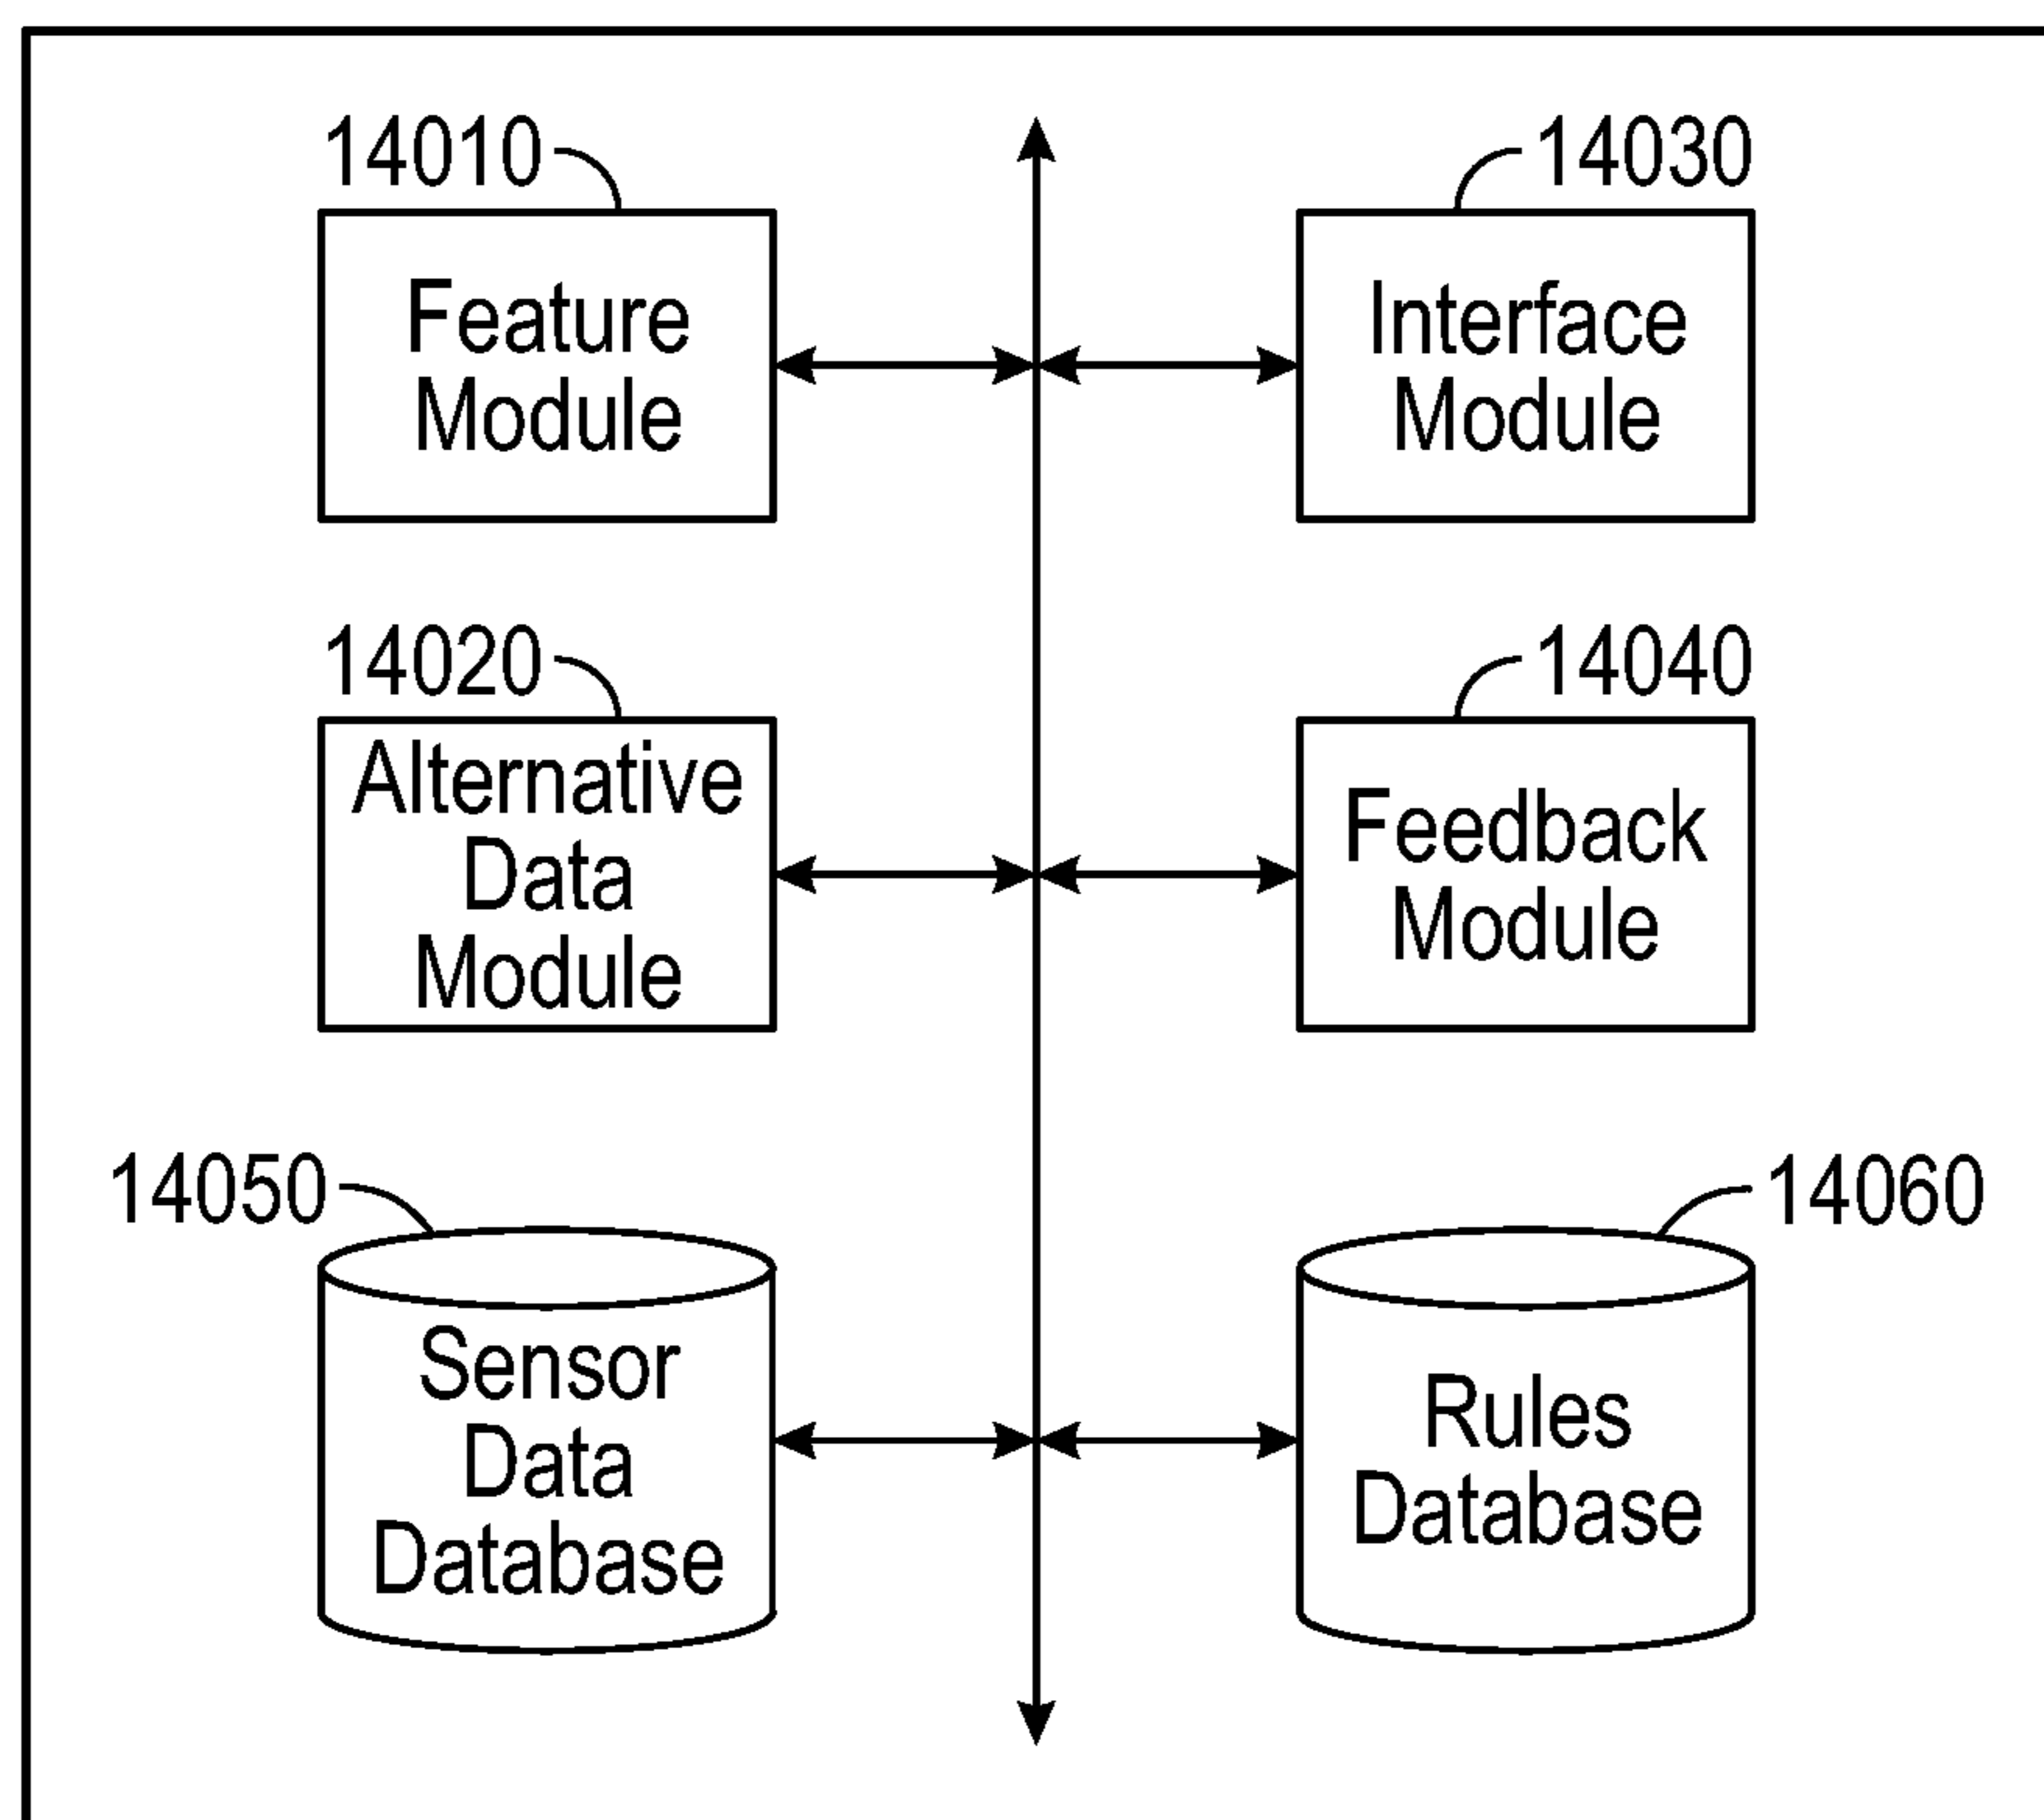 14010
Feature
Module
14030
Interface
Module
14020
Alternative
Data
Module
14040
Feedback
Module
14050
Sensor
Data
Database
14060
Rules
Database